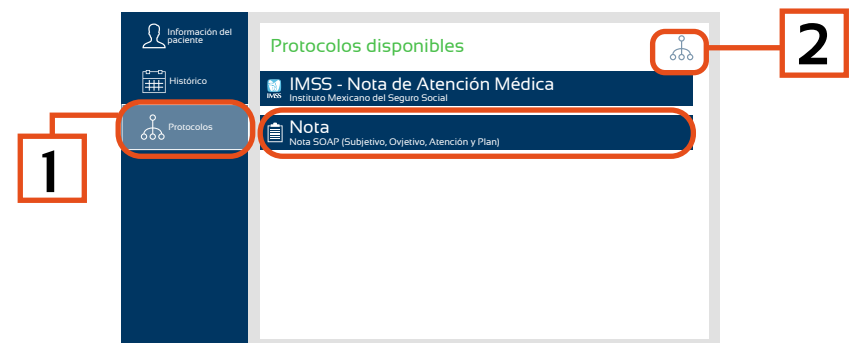 Información del
paciente
Histórico
Protocolos
1
Protocolos disponibles
2
IMSS - Nota de Atención Médica
IMSS
Instituto Mexicano del Seguro Social
Nota
Nota SOAP (Subjetivo, Ovjetivo, Atención y Plan)